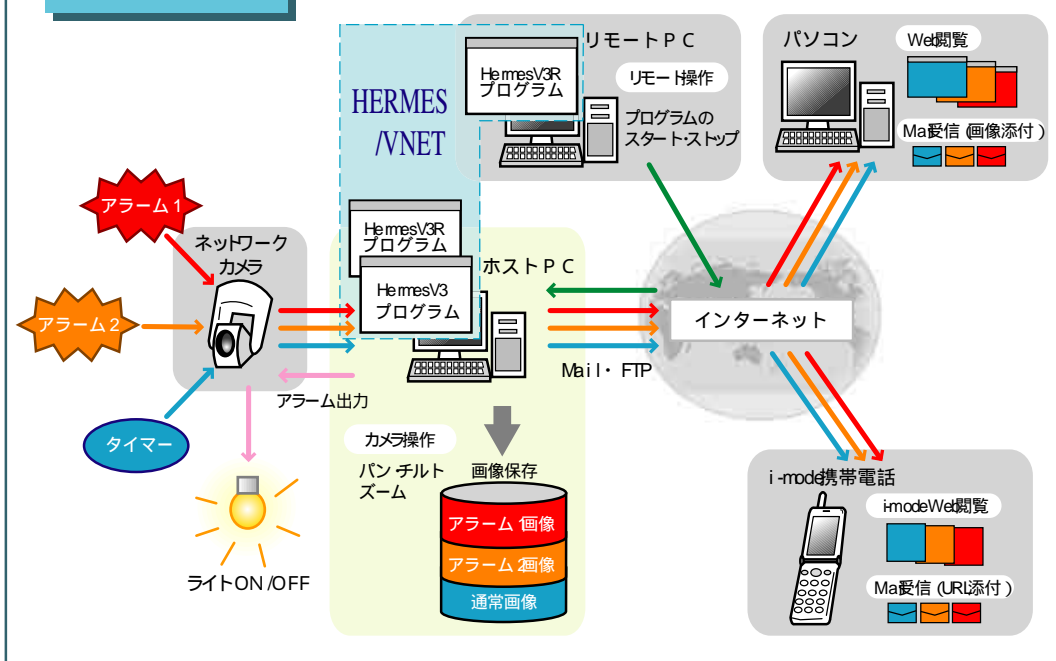 リモートPC
HermesV3R
プログラム
リモート操作
プログラムの
スタート・ストップ
HERMES
/VNET
パソコン
Web閲覧
Mail受信(画像添付)
アラーム1
ネットワーク
カメラ
アラーム2
タイマー
HermesV3R
プログラム
HermesV3
プログラム
ホストPC
インターネット
Mail・FTP
アラーム出力
カメラ操作
パン・チルト
ズーム
画像保存
アラーム1画像
アラーム2画像
通常画像
ライトON/OFF
i-mode携帯電話
i-modeWeb閲覧
Mail受信(URL添付)